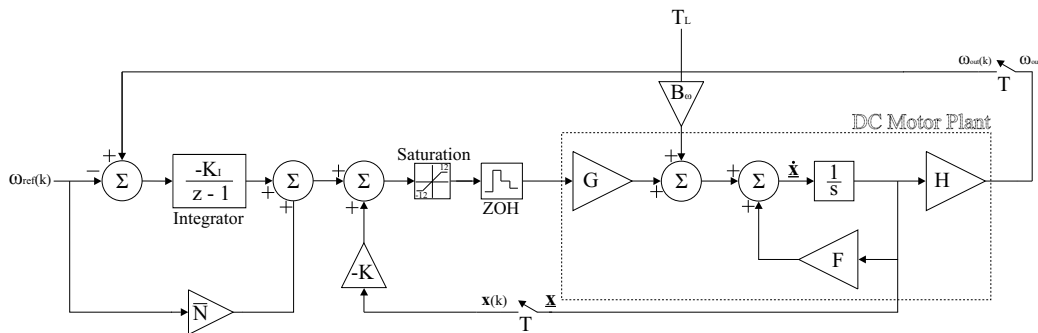 T_L
ω_out(k) ω_out
T
B_ω
DC Motor Plant
+
−
Σ
ω_ref(k)
-K_I
z - 1
Integrator
+
+
Σ
+
+
Σ
Saturation
12
-12
ZOH
G
+
+
Σ
+
+
Σ
ẋ
1
s
H
F
-K
N̅
x(k) x
T